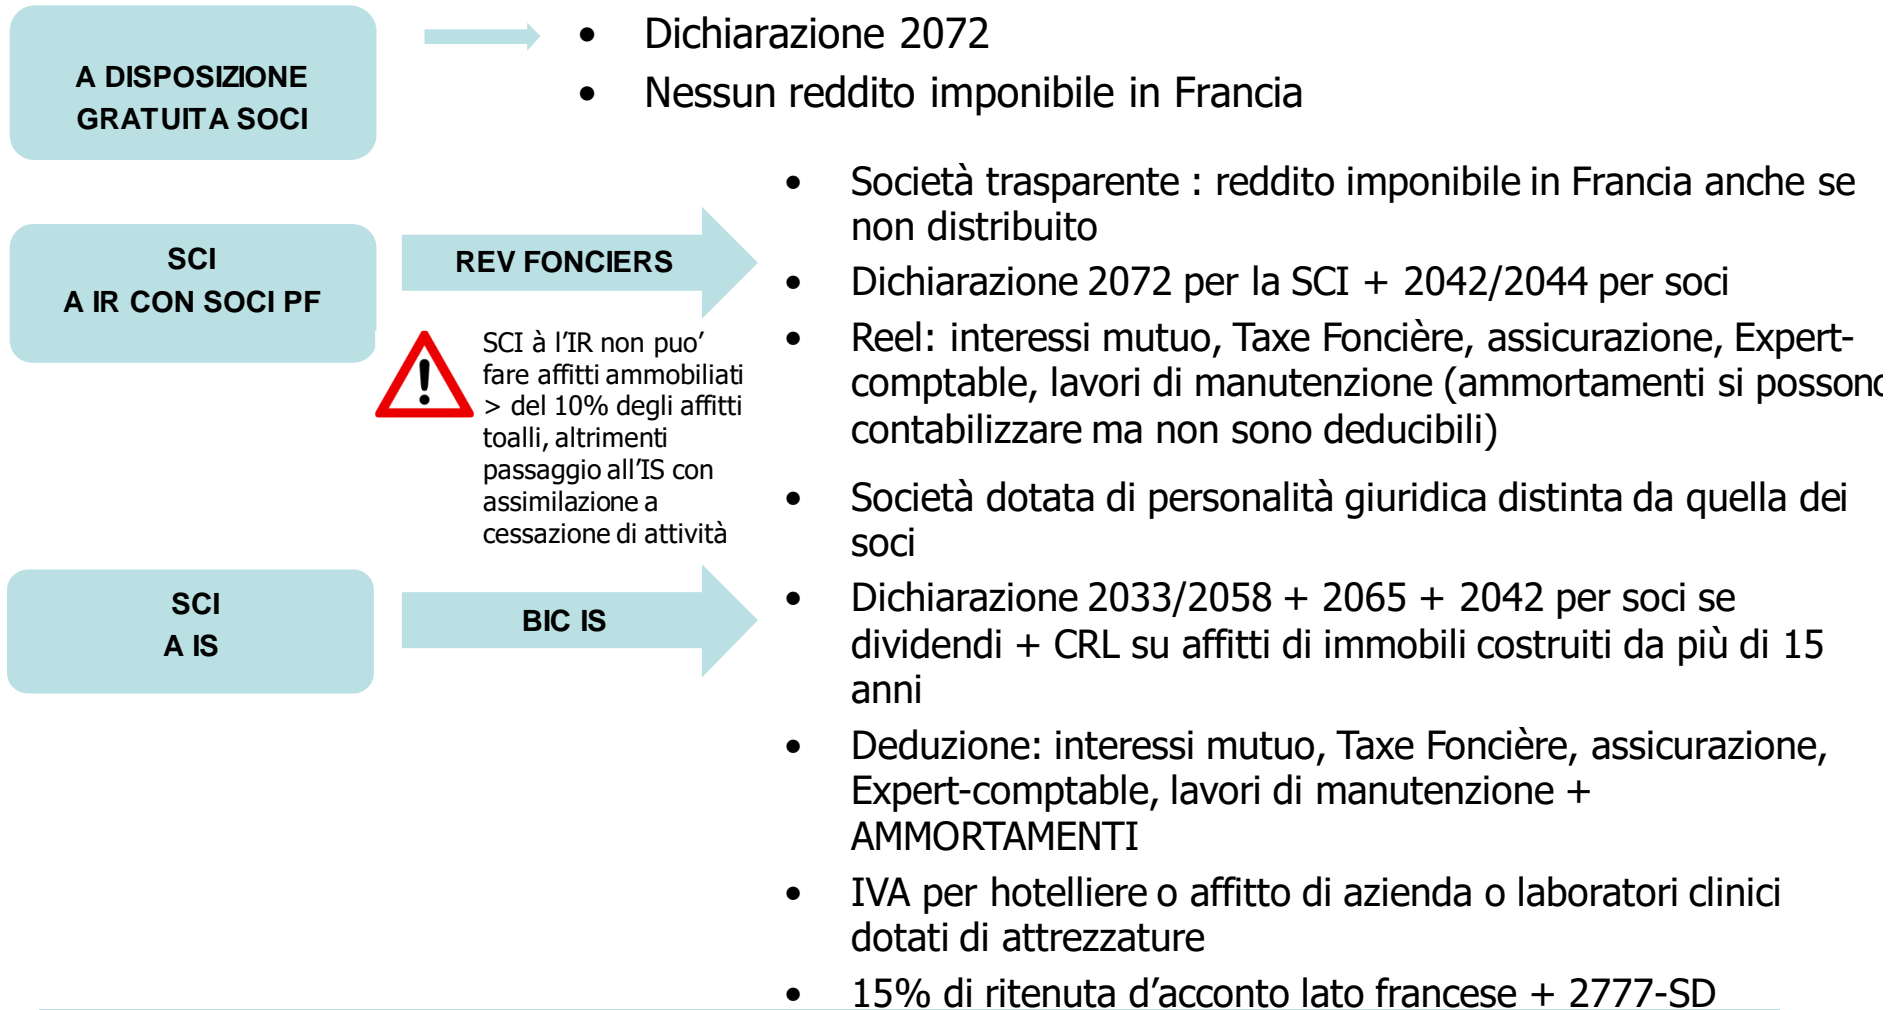 A DISPOSIZIONE
GRATUITA SOCI
• Dichiarazione 2072
• Nessun reddito imponibile in Francia
SCI
A IR CON SOCI PF
REV FONCIERS
SCI à l’IR non puo’
fare affitti ammobiliati
> del 10% degli affitti
toalli, altrimenti
passaggio all’IS con
assimilazione a
cessazione di attività
• Società trasparente : reddito imponibile in Francia anche se
non distribuito
• Dichiarazione 2072 per la SCI + 2042/2044 per soci
• Reel: interessi mutuo, Taxe Foncière, assicurazione, Expert-
comptable, lavori di manutenzione (ammortamenti si possono
contabilizzare ma non sono deducibili)
SCI
A IS
BIC IS
• Società dotata di personalità giuridica distinta da quella dei
soci
• Dichiarazione 2033/2058 + 2065 + 2042 per soci se
dividendi + CRL su affitti di immobili costruiti da più di 15
anni
• Deduzione: interessi mutuo, Taxe Foncière, assicurazione,
Expert-comptable, lavori di manutenzione +
AMMORTAMENTI
• IVA per hotelliere o affitto di azienda o laboratori clinici
dotati di attrezzature
• 15% di ritenuta d’acconto lato francese + 2777-SD